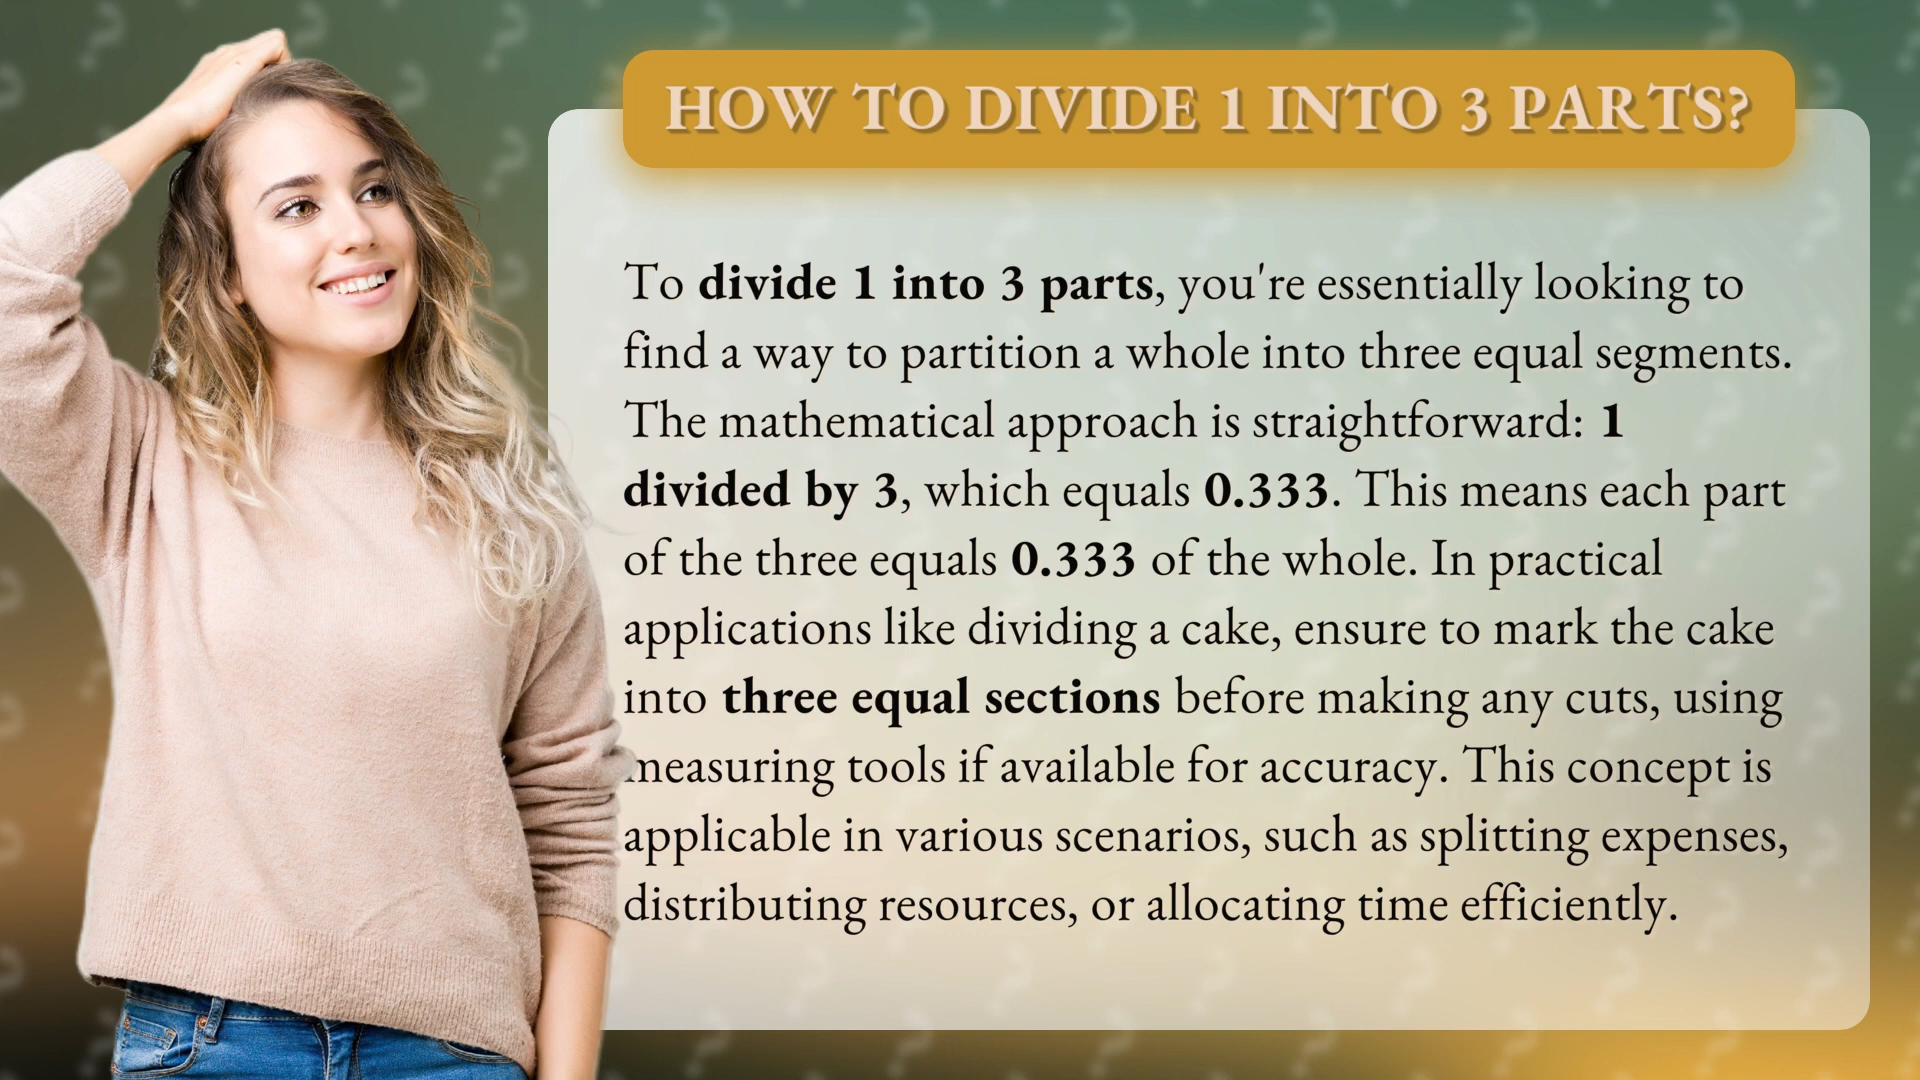 HOW TO DIVIDE 1 INTO 3 PARTS?
To divide 1 into 3 parts, you're essentially looking to
find a way to partition a whole into three equal segments.
The mathematical approach is straightforward: 1
divided by 3, which equals 0.333. This means each part
of the three equals 0.333 of the whole. In practical
applications like dividing a cake, ensure to mark the cake
into three equal sections before making any cuts, using
measuring tools if available for accuracy. This concept is
applicable in various scenarios, such as splitting expenses,
distributing resources, or allocating time efficiently.